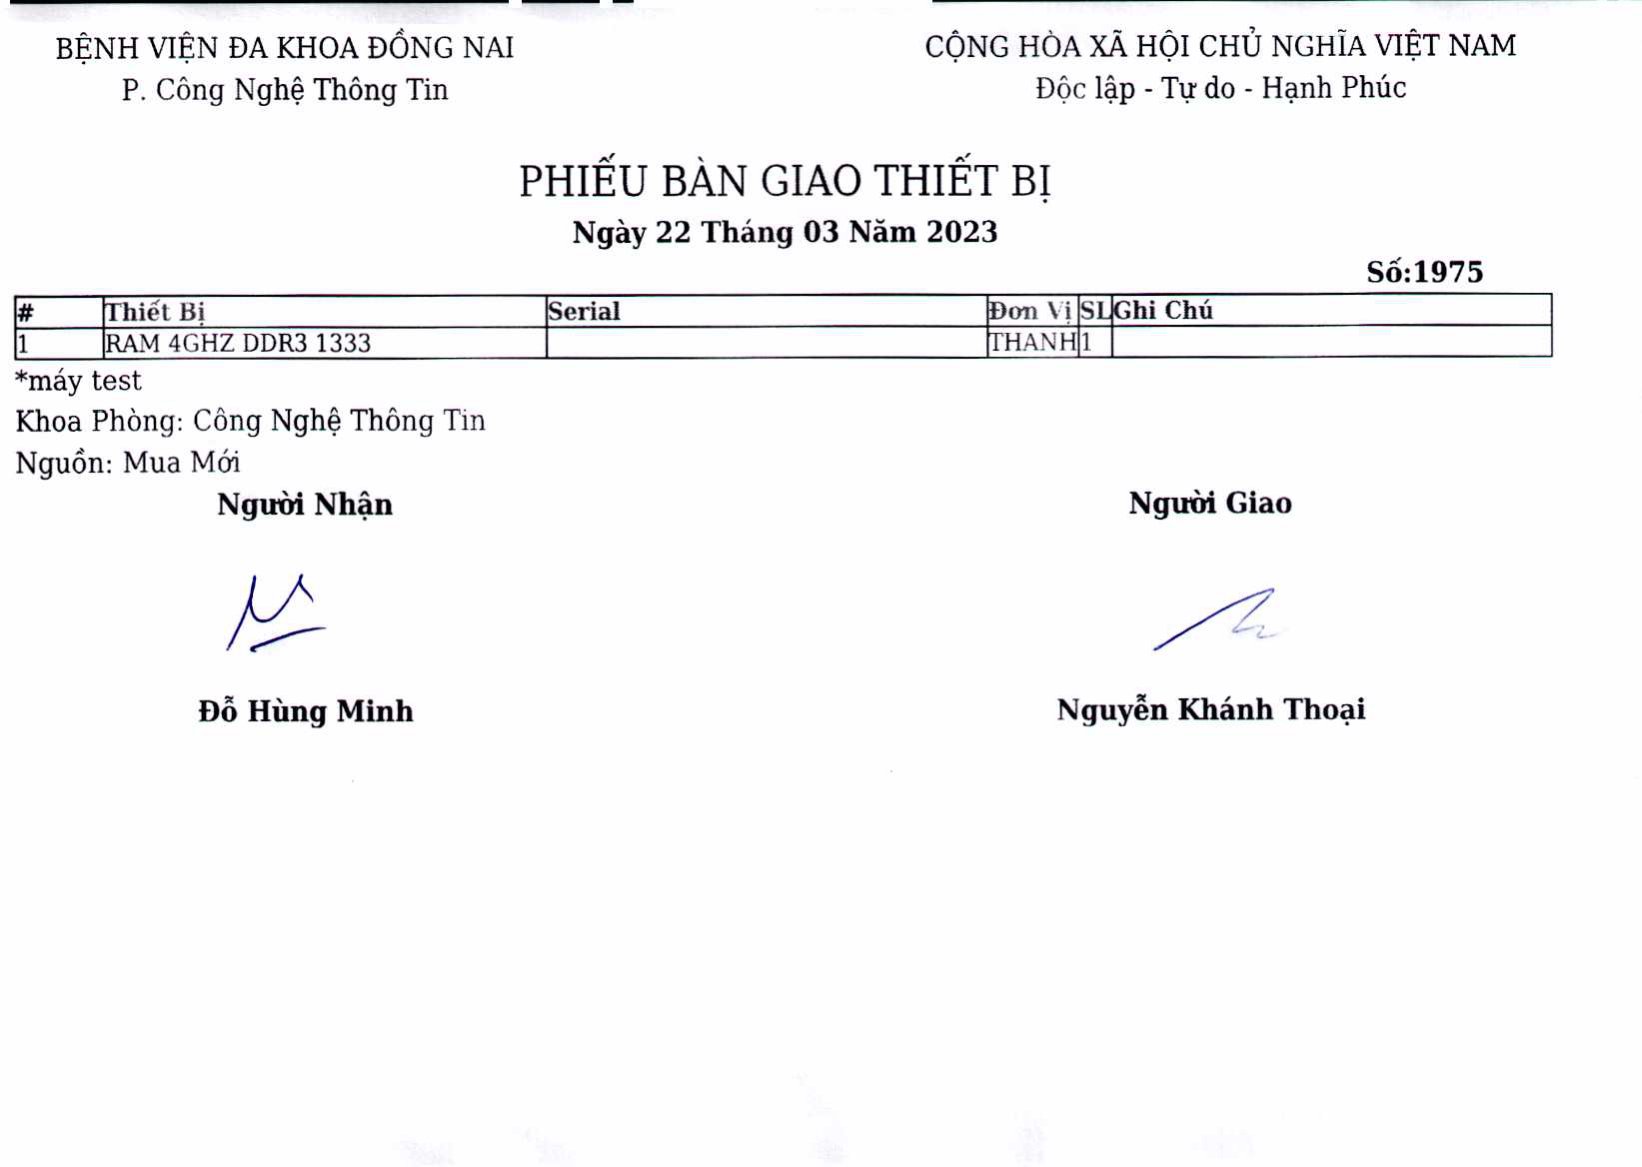 BỆNH VIỆN ĐA KHOA ĐỒNG NAI
P. Công Nghệ Thông Tin
CỘNG HÒA XÃ HỘI CHỦ NGHĨA VIỆT NAM
Độc lập - Tự do - Hạnh Phúc
PHIẾU BÀN GIAO THIẾT BỊ
Ngày 22 Tháng 03 Năm 2023
Số:1975
# Thiết Bị Serial Đơn Vị SL Ghi Chú
1 RAM 4GHZ DDR3 1333 THANH 1
*máy test
Khoa Phòng: Công Nghệ Thông Tin
Nguồn: Mua Mới
Người Nhận Người Giao
Đỗ Hùng Minh Nguyễn Khánh Thoại